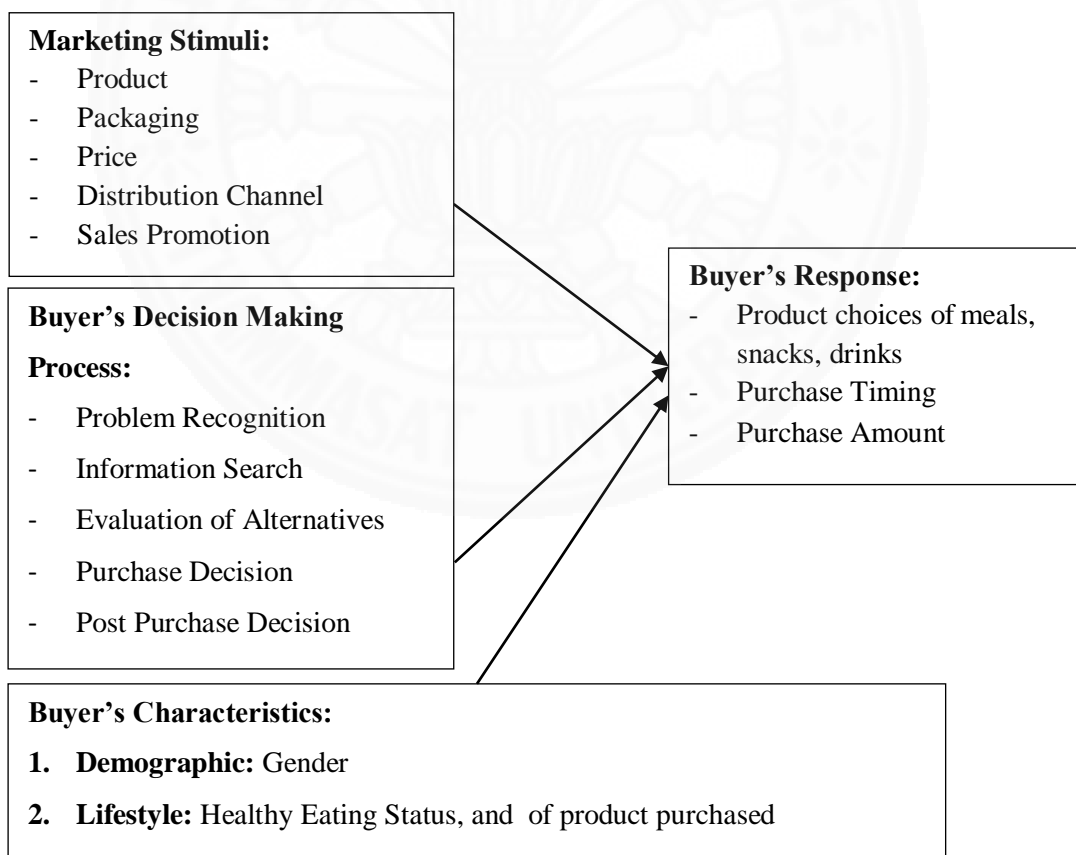 Marketing Stimuli:
- Product
- Packaging
- Price
- Distribution Channel
- Sales Promotion
Buyer’s Decision Making
Process:
- Problem Recognition
- Information Search
- Evaluation of Alternatives
- Purchase Decision
- Post Purchase Decision
Buyer’s Response:
- Product choices of meals,
snacks, drinks
- Purchase Timing
- Purchase Amount
Buyer’s Characteristics:
1. Demographic: Gender
2. Lifestyle: Healthy Eating Status, and of product purchased